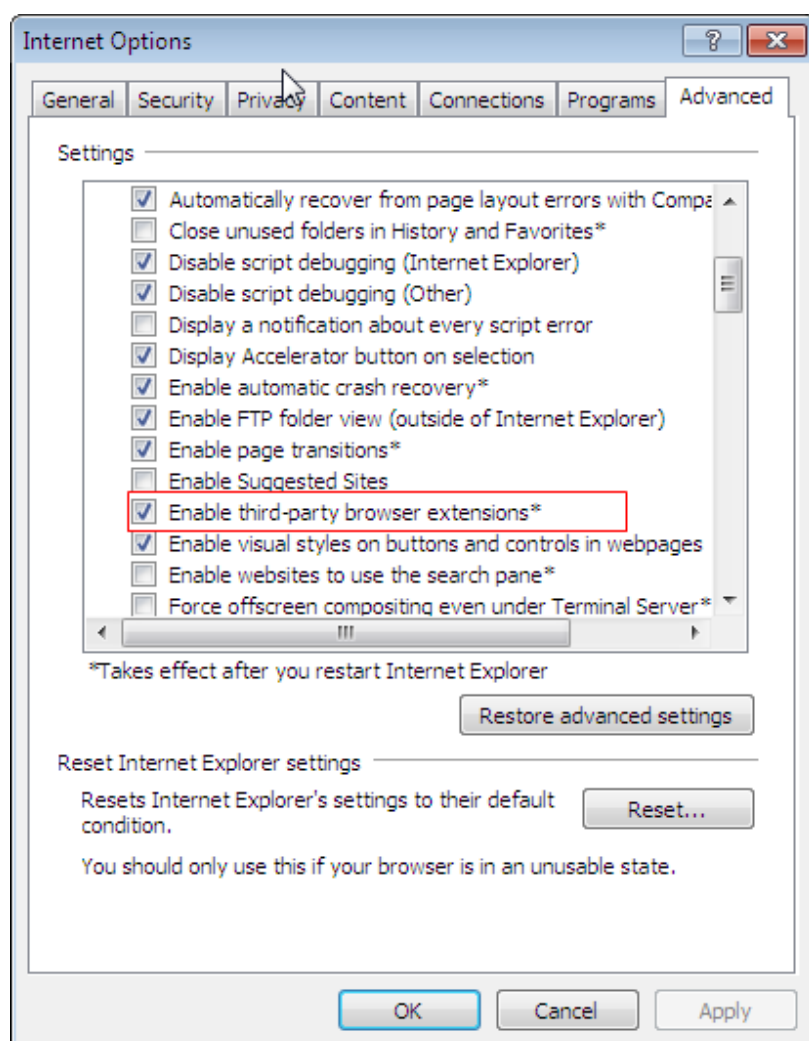 Internet Options
General Security Privacy Content Connections Programs Advanced
Settings
Automatically recover from page layout errors with Compa
Close unused folders in History and Favorites*
Disable script debugging (Internet Explorer)
Disable script debugging (Other)
Display a notification about every script error
Display Accelerator button on selection
Enable automatic crash recovery*
Enable FTP folder view (outside of Internet Explorer)
Enable page transitions*
Enable Suggested Sites
Enable third-party browser extensions*
Enable visual styles on buttons and controls in webpages
Enable websites to use the search pane*
Force offscreen compositing even under Terminal Server*
*Takes effect after you restart Internet Explorer
Restore advanced settings
Reset Internet Explorer settings
Resets Internet Explorer's settings to their default
condition.
Reset...
You should only use this if your browser is in an unusable state.
OK Cancel Apply